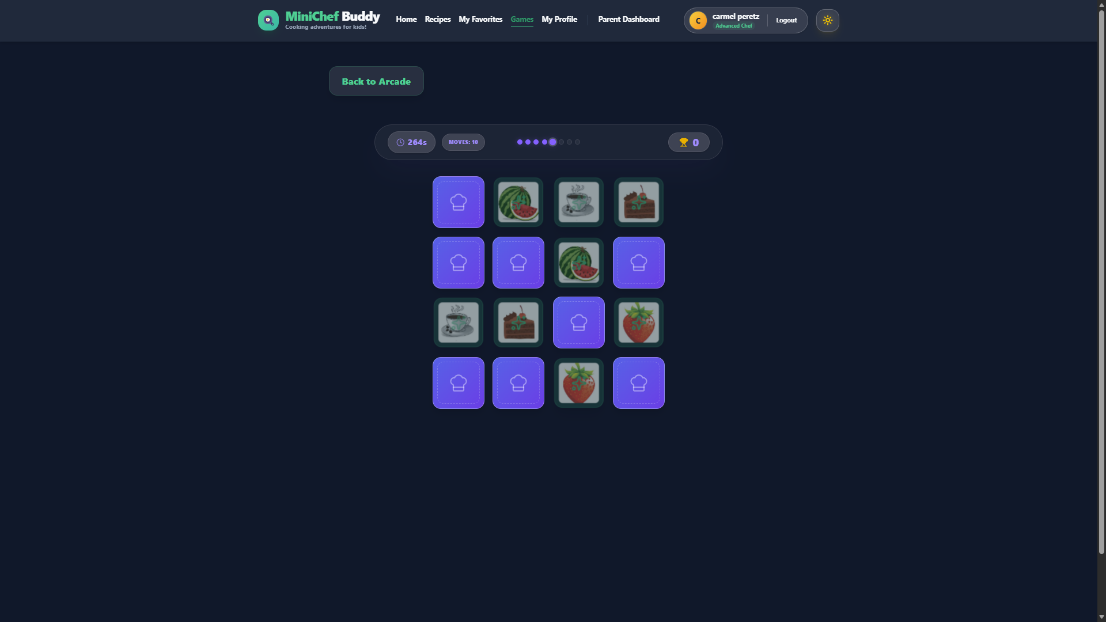 MiniChef Buddy
Cooking adventures for kids!
Home Recipes My Favorites Games My Profile Parent Dashboard
C carmel peretz
Advanced Chef
Logout
Back to Arcade
264s MOVES: 10 0